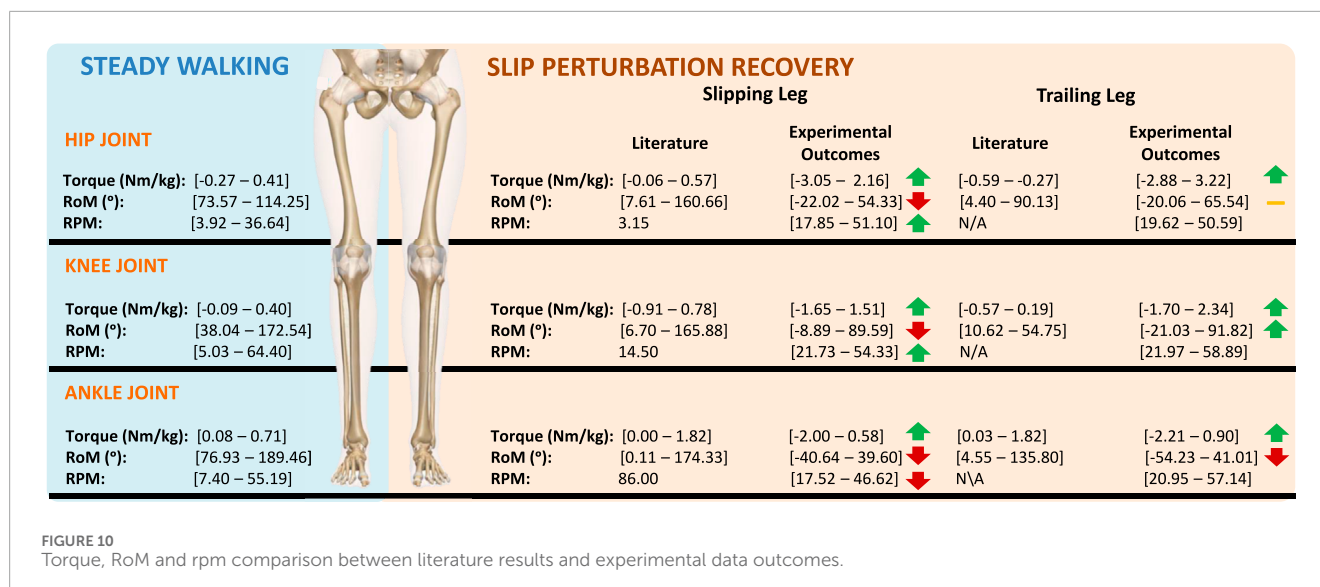 STEADY WALKING
SLIP PERTURBATION RECOVERY
Slipping Leg
Trailing Leg
HIP JOINT
Literature
Experimental
Outcomes
Literature
Experimental
Outcomes
Torque (Nm/kg): [-0.27 – 0.41]
Torque (Nm/kg): [-0.06 – 0.57] [-3.05 – 2.16] [-0.59 – -0.27] [-2.88 – 3.22]
RoM (°): [73.57 – 114.25]
RoM (°): [7.61 – 160.66] [-22.02 – 54.33] [4.40 – 90.13] [-20.06 – 65.54]
RPM: [3.92 – 36.64]
RPM: 3.15 [17.85 – 51.10] N/A [19.62 – 50.59]
KNEE JOINT
Torque (Nm/kg): [-0.09 – 0.40]
Torque (Nm/kg): [-0.91 – 0.78] [-1.65 – 1.51] [-0.57 – 0.19] [-1.70 – 2.34]
RoM (°): [38.04 – 172.54]
RoM (°): [6.70 – 165.88] [-8.89 – 89.59] [10.62 – 54.75] [-21.03 – 91.82]
RPM: [5.03 – 64.40]
RPM: 14.50 [21.73 – 54.33] N/A [21.97 – 58.89]
ANKLE JOINT
Torque (Nm/kg): [0.08 – 0.71]
Torque (Nm/kg): [0.00 – 1.82] [-2.00 – 0.58] [0.03 – 1.82] [-2.21 – 0.90]
RoM (°): [76.93 – 189.46]
RoM (°): [0.11 – 174.33] [-40.64 – 39.60] [4.55 – 135.80] [-54.23 – 41.01]
RPM: [7.40 – 55.19]
RPM: 86.00 [17.52 – 46.62] N\A [20.95 – 57.14]
FIGURE 10
Torque, RoM and rpm comparison between literature results and experimental data outcomes.